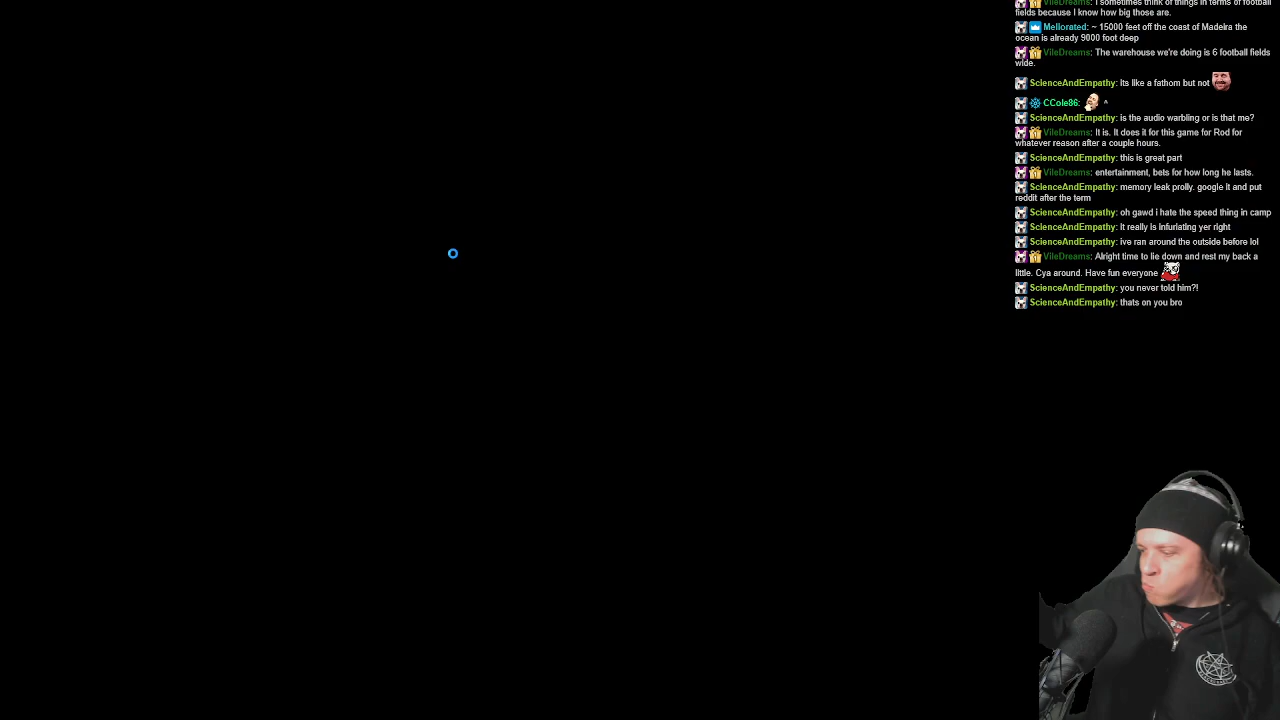 VileDreams: I sometimes think of things in terms of football
fields because I know how big those are.
Mellorated: ~ 15000 feet off the coast of Madeira the
ocean is already 9000 foot deep
VileDreams: The warehouse we're doing is 6 football fields
wide.
ScienceAndEmpathy: Its like a fathom but not
CCole86: ^
ScienceAndEmpathy: is the audio warbling or is that me?
VileDreams: It is. It does it for this game for Rod for
whatever reason after a couple hours.
ScienceAndEmpathy: this is great part
VileDreams: entertainment, bets for how long he lasts.
ScienceAndEmpathy: memory leak prolly. google it and put
reddit after the term
ScienceAndEmpathy: oh gawd i hate the speed thing in camp
ScienceAndEmpathy: It really is infuriating yer right
ScienceAndEmpathy: ive ran around the outside before lol
VileDreams: Alright time to lie down and rest my back a
little. Cya around. Have fun everyone
ScienceAndEmpathy: you never told him?!
ScienceAndEmpathy: thats on you bro